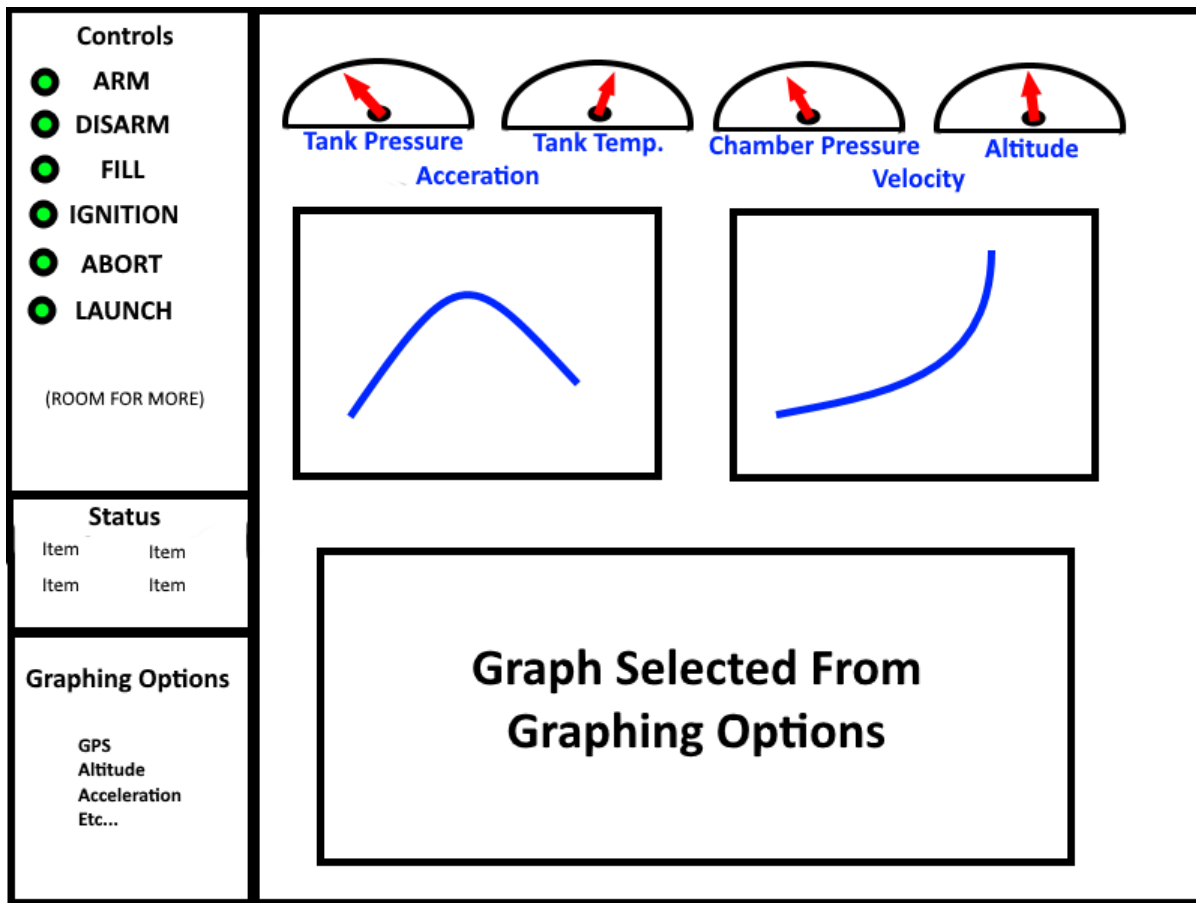 Controls
ARM
DISARM
FILL
IGNITION
ABORT
LAUNCH
(ROOM FOR MORE)
Status
Item Item
Item Item
Graphing Options
GPS
Altitude
Acceleration
Etc...
Tank Pressure Tank Temp. Chamber Pressure Altitude
Acceration Velocity
Graph Selected From
Graphing Options